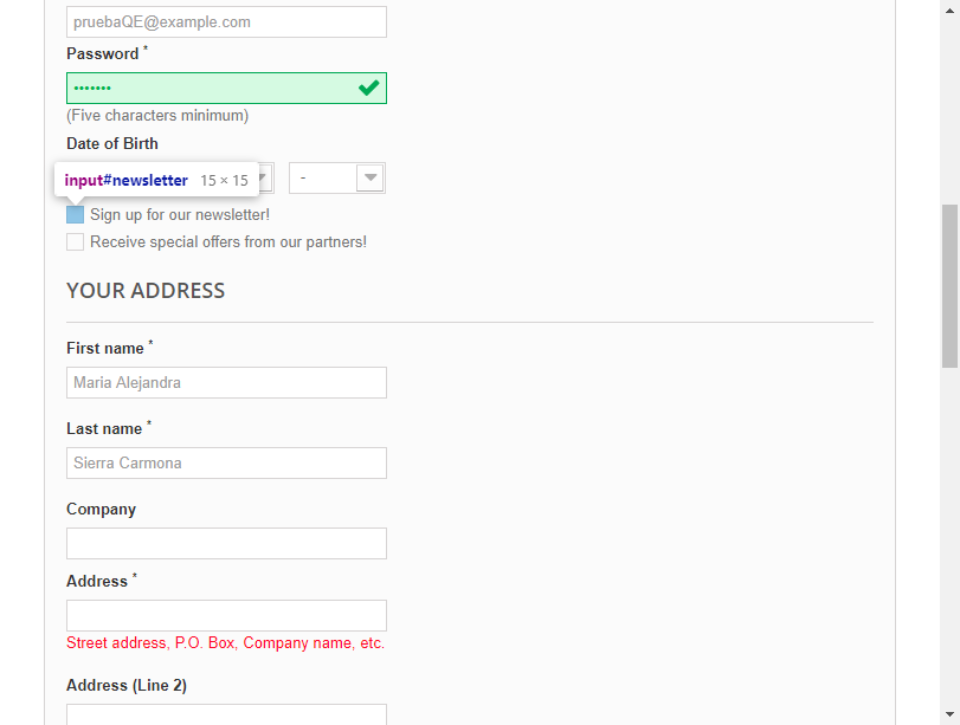 pruebaQE@example.com
Password *
•••••••
(Five characters minimum)
Date of Birth
input#newsletter 15 × 15
-
Sign up for our newsletter!
Receive special offers from our partners!
YOUR ADDRESS
First name *
Maria Alejandra
Last name *
Sierra Carmona
Company
Address *
Street address, P.O. Box, Company name, etc.
Address (Line 2)